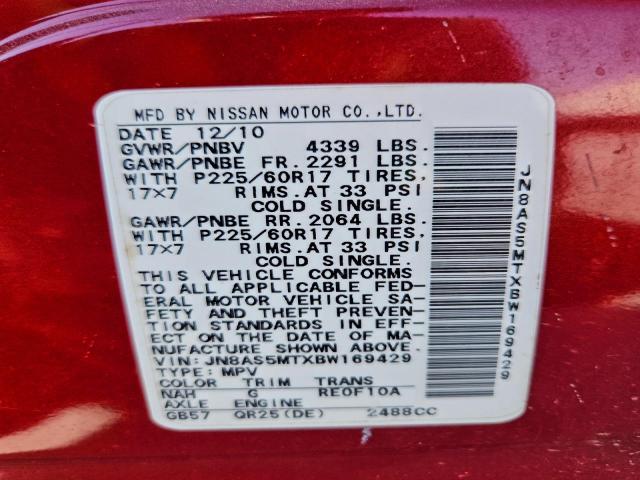 MFD BY NISSAN MOTOR CO.,LTD.
DATE 12/10
GVWR/PNBV 4339 LBS.
GAWR/PNBE FR.2291 LBS.
WITH P225/60R17 TIRES,
17×7 RIMS.AT 33 PSI
COLD SINGLE.
GAWR/PNBE RR.2064 LBS.
WITH P225/60R17 TIRES,
17×7 RIMS.AT 33 PSI
COLD SINGLE.
THIS VEHICLE CONFORMS
TO ALL APPLICABLE FED-
ERAL MOTOR VEHICLE SA-
FETY AND THEFT PREVEN-
TION STANDARDS IN EFF-
ECT ON THE DATE OF MA-
NUFACTURE SHOWN ABOVE.
VIN: JN8AS5MTXBW169429
TYPE: MPV
COLOR TRIM TRANS
NAH G RE0F10A
AXLE ENGINE
GB57 QR25(DE) 2488CC
JN8AS5MTXBW169429